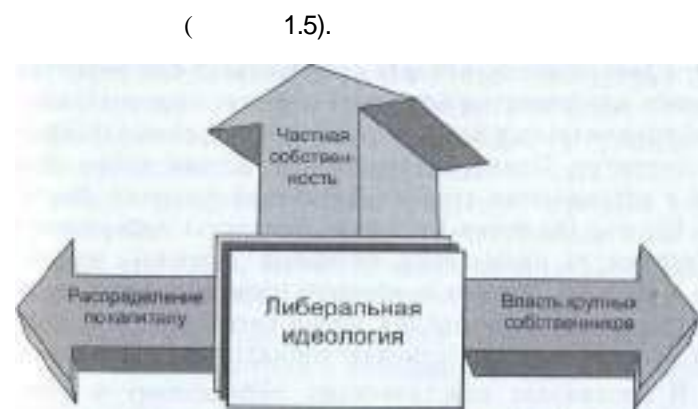 ( 1.5).
Частная
собствен-
ность
Распределение
по капиталу
Либеральная
идеология
Власть крупных
собственников